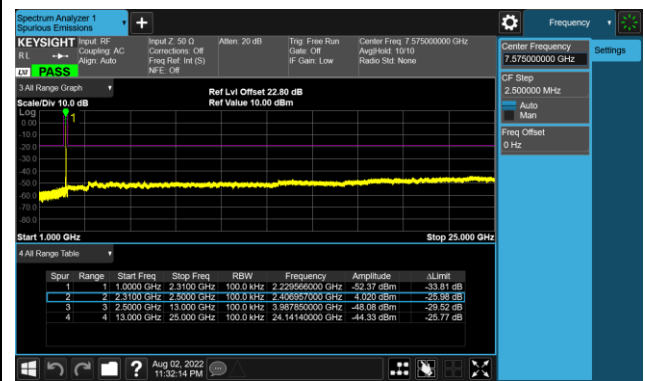 Spectrum Analyzer 1
Spurious Emissions
Frequency
KEYSIGHT Input: RF Input Z: 50 Ω Atten: 20 dB Trig: Free Run Center Freq: 7.575000000 GHz
RL Coupling: AC Corrections: Off Gate: Off Avg|Hold: 10/10
Align: Auto Freq Ref: Int (S) IF Gain: Low Radio Std: None
LXI PASS NFE: Off
Center Frequency
7.575000000 GHz
Settings
CF Step
2.500000 MHz
Auto
Man
Freq Offset
0 Hz
3 All Range Graph
Ref Lvl Offset 22.80 dB
Scale/Div 10.0 dB Ref Value 10.00 dBm
Log
0.00
1
-10.0
-20.0
-30.0
-40.0
-50.0
-60.0
-70.0
-80.0
Start 1.000 GHz Stop 25.000 GHz
4 All Range Table
Spur Range Start Freq Stop Freq RBW Frequency Amplitude ΔLimit
1 1 1.0000 GHz 2.3100 GHz 100.0 kHz 2.229566000 GHz -52.37 dBm -33.81 dB
2 2 2.3100 GHz 2.5000 GHz 100.0 kHz 2.406957000 GHz 4.020 dBm -25.98 dB
3 3 2.5000 GHz 13.000 GHz 100.0 kHz 3.987850000 GHz -48.08 dBm -29.52 dB
4 4 13.000 GHz 25.000 GHz 100.0 kHz 24.14140000 GHz -44.33 dBm -25.77 dB
? Aug 02, 2022
11:32:14 PM